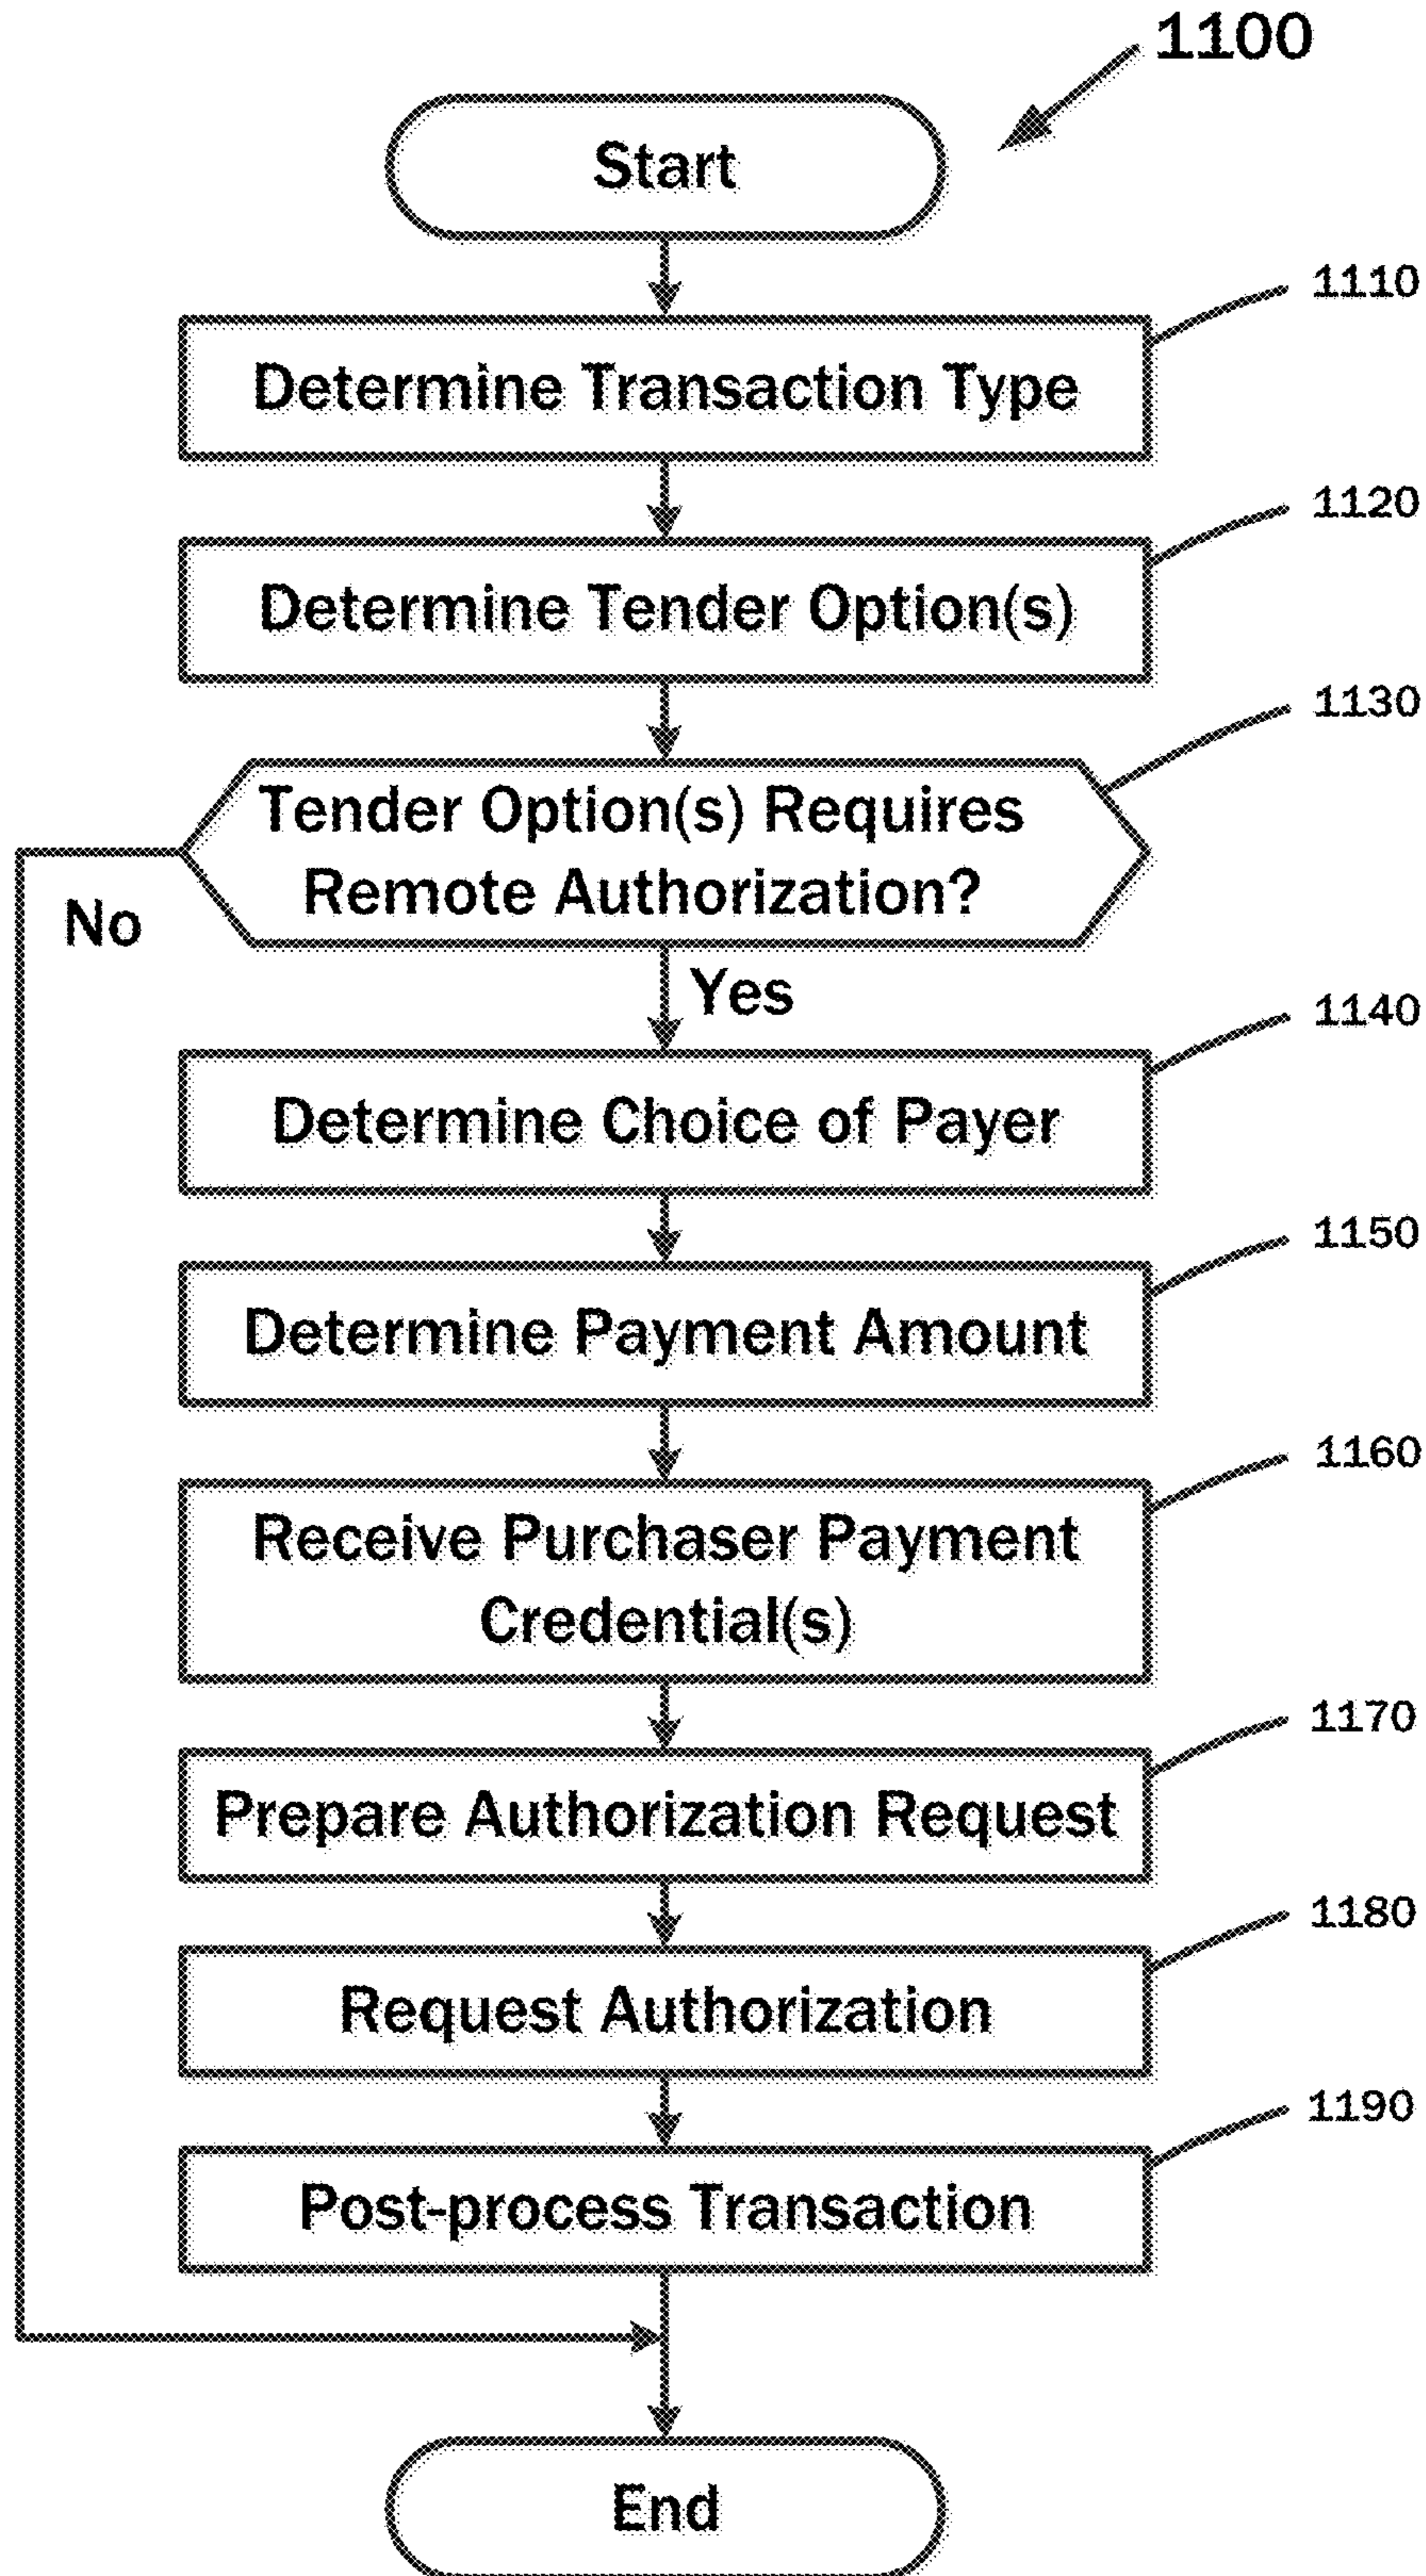 1100
Start
1110
Determine Transaction Type
1120
Determine Tender Option(s)
1130
Tender Option(s) Requires
Remote Authorization?
No
Yes
1140
Determine Choice of Payer
1150
Determine Payment Amount
1160
Receive Purchaser Payment
Credential(s)
1170
Prepare Authorization Request
1180
Request Authorization
1190
Post-process Transaction
End